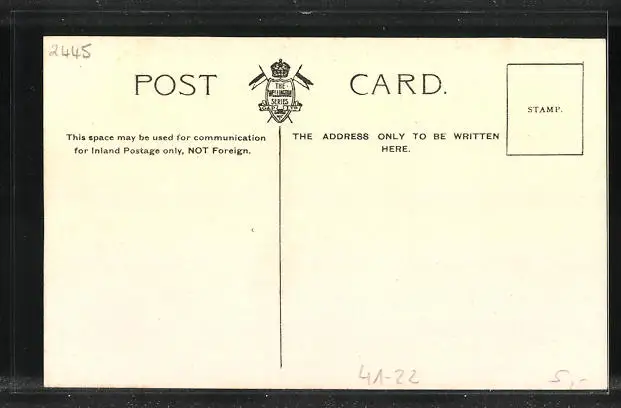 2445
POST CARD.
THE
WELLINGTON
SERIES
STAMP.
This space may be used for communication
for Inland Postage only, NOT Foreign.
THE ADDRESS ONLY TO BE WRITTEN
HERE.
41-22
5,-